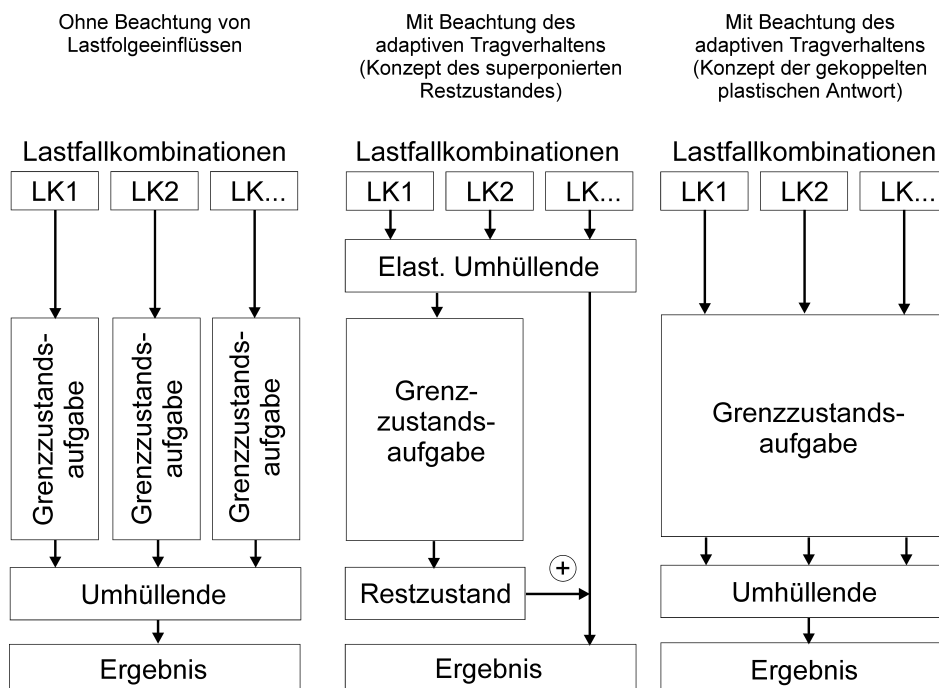 Ohne Beachtung von
Lastfolgeeinflüssen
Lastfallkombinationen
LK1
LK2
LK...
Grenzzustands-
aufgabe
Grenzzustands-
aufgabe
Grenzzustands-
aufgabe
Umhüllende
Ergebnis
Mit Beachtung des
adaptiven Tragverhaltens
(Konzept des superponierten
Restzustandes)
Lastfallkombinationen
LK1
LK2
LK...
Elast. Umhüllende
Grenz-
zustands-
aufgabe
Restzustand
+
Ergebnis
Mit Beachtung des
adaptiven Tragverhaltens
(Konzept der gekoppelten
plastischen Antwort)
Lastfallkombinationen
LK1
LK2
LK...
Grenzzustands-
aufgabe
Umhüllende
Ergebnis